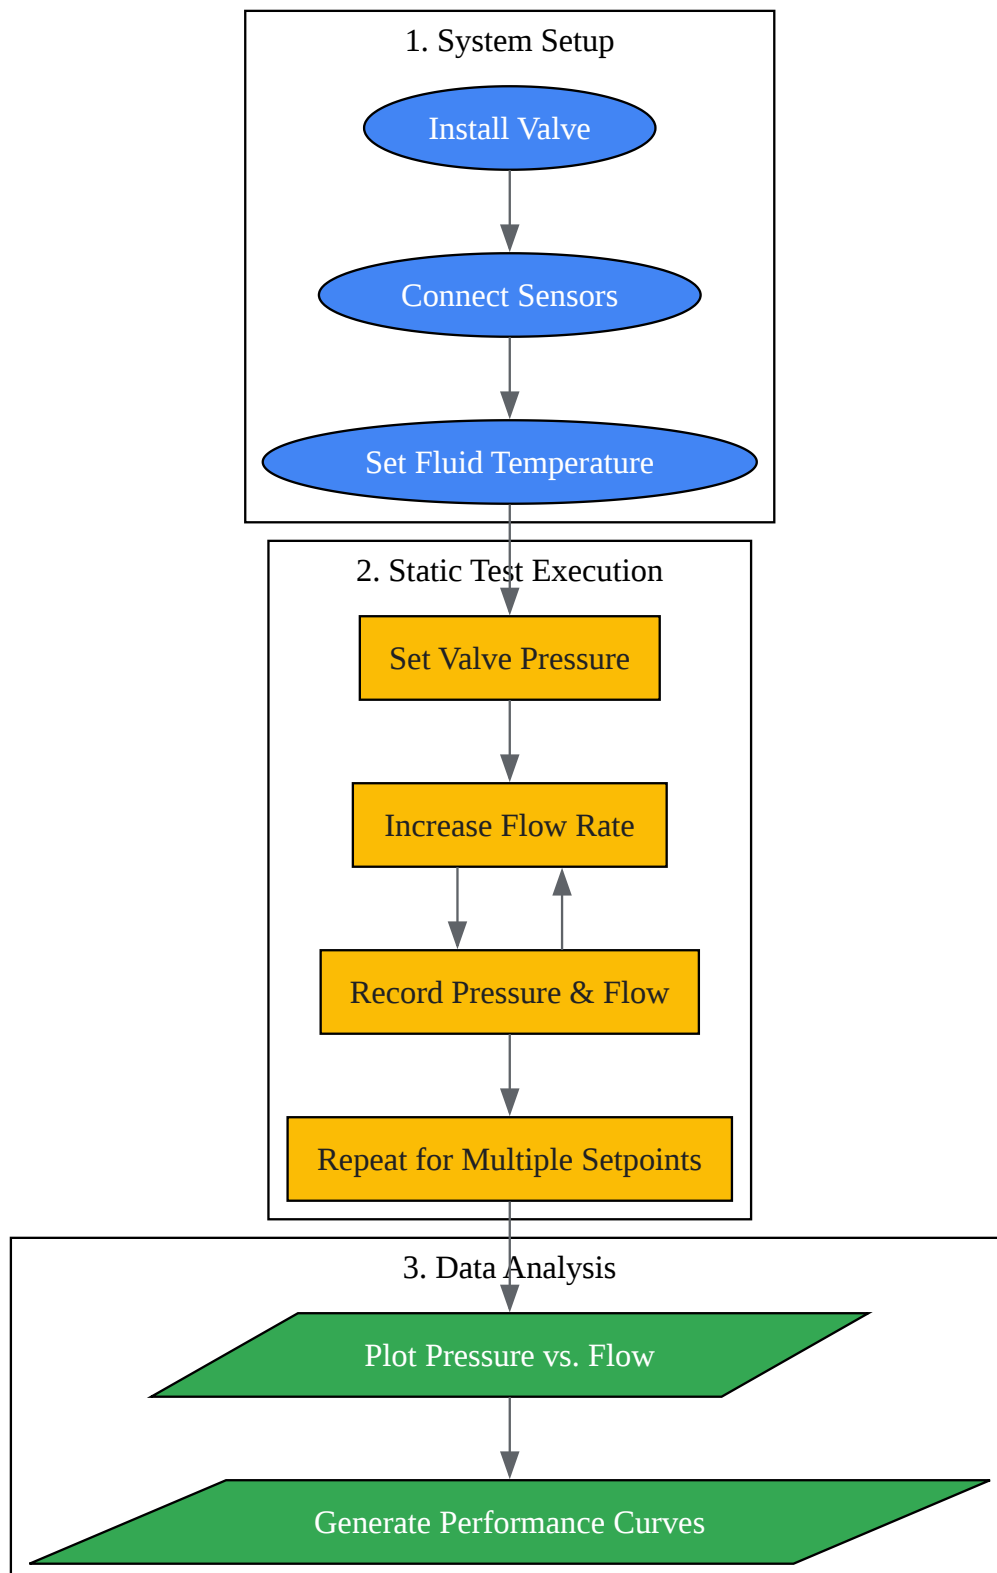 1. System Setup
Install Valve
Connect Sensors
Set Fluid Temperature
2. Static Test Execution
Set Valve Pressure
Increase Flow Rate
Record Pressure & Flow
Repeat for Multiple Setpoints
3. Data Analysis
Plot Pressure vs. Flow
Generate Performance Curves